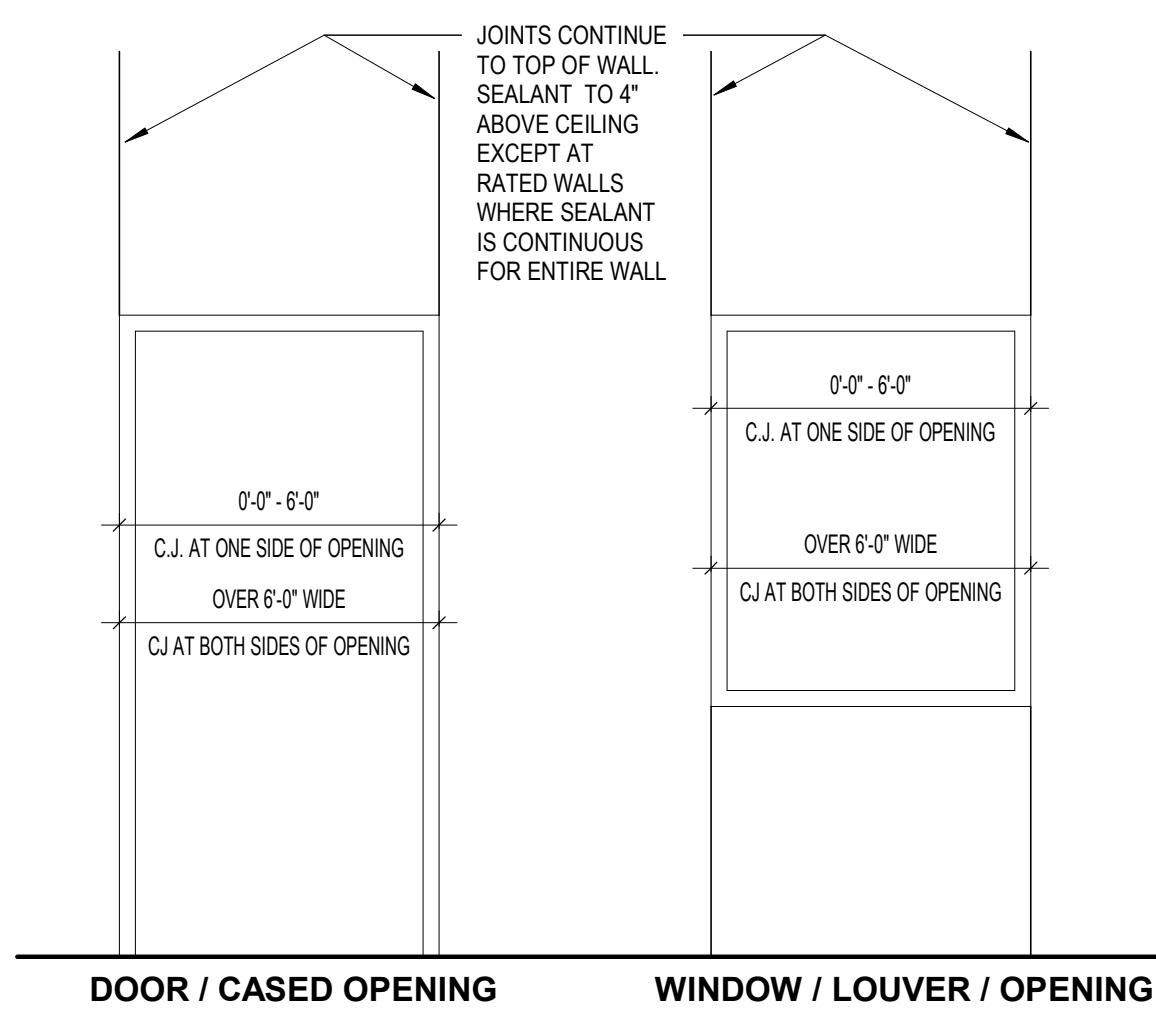 JOINTS CONTINUE
TO TOP OF WALL.
SEALANT TO 4"
ABOVE CEILING
EXCEPT AT
RATED WALLS
WHERE SEALANT
IS CONTINUOUS
FOR ENTIRE WALL
0'-0" - 6'-0"
C.J. AT ONE SIDE OF OPENING
OVER 6'-0" WIDE
CJ AT BOTH SIDES OF OPENING
0'-0" - 6'-0"
C.J. AT ONE SIDE OF OPENING
OVER 6'-0" WIDE
CJ AT BOTH SIDES OF OPENING
DOOR / CASED OPENING
WINDOW / LOUVER / OPENING